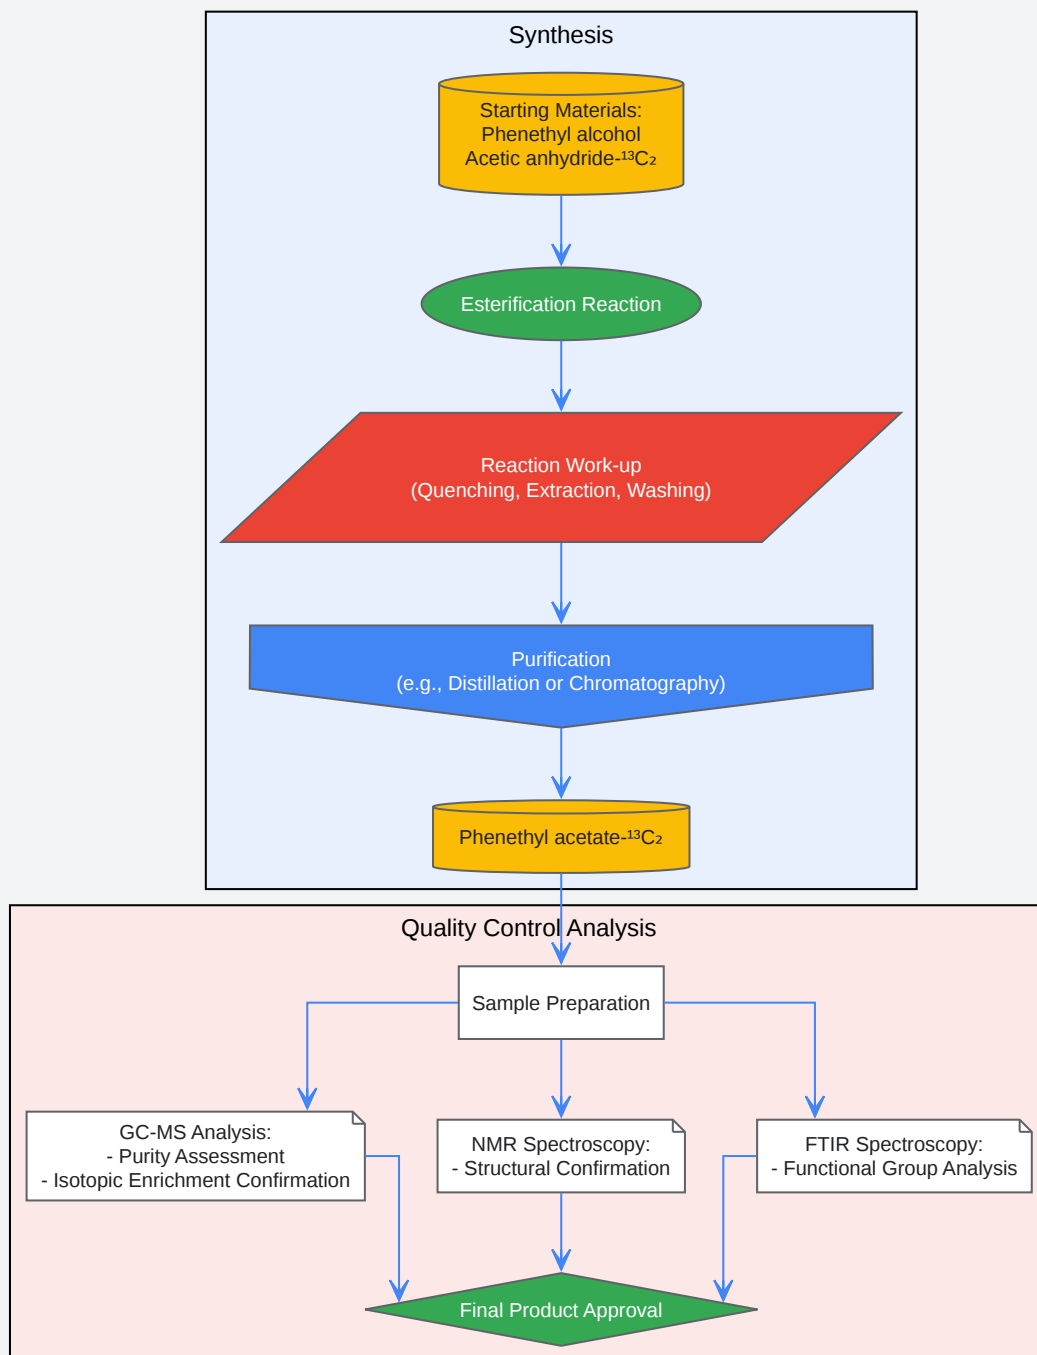 Synthesis
Starting Materials:
Phenethyl alcohol
Acetic anhydride-¹³C₂
Esterification Reaction
Reaction Work-up
(Quenching, Extraction, Washing)
Purification
(e.g., Distillation or Chromatography)
Phenethyl acetate-¹³C₂
Quality Control Analysis
Sample Preparation
GC-MS Analysis:
- Purity Assessment
- Isotopic Enrichment Confirmation
NMR Spectroscopy:
- Structural Confirmation
FTIR Spectroscopy:
- Functional Group Analysis
Final Product Approval